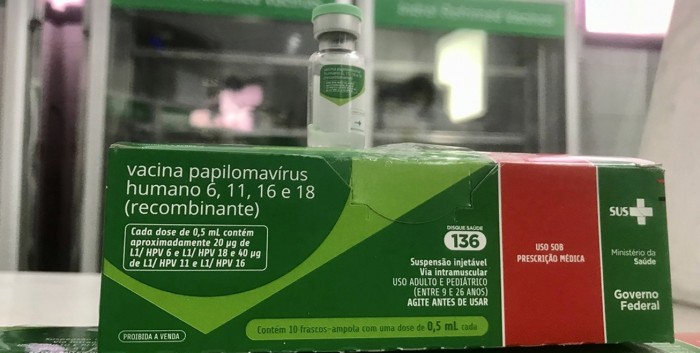 vacina papilomavírus
humano 6, 11, 16 e 18
(recombinante)
Cada dose de 0,5 mL contém
aproximadamente 20 μg de
L1/ HPV 6 e L1/ HPV 18 e 40 μg
de L1/ HPV 11 e L1/ HPV 16
PROIBIDA A VENDA
DISQUE SAÚDE
136
Suspensão injetável
Via intramuscular
USO ADULTO E PEDIÁTRICO
(ENTRE 9 E 26 ANOS)
AGITE ANTES DE USAR
Contém 10 frascos-ampola com uma dose de 0,5 mL cada
USO SOB
PRESCRIÇÃO MÉDICA
SUS
Ministério da
Saúde
Governo
Federal